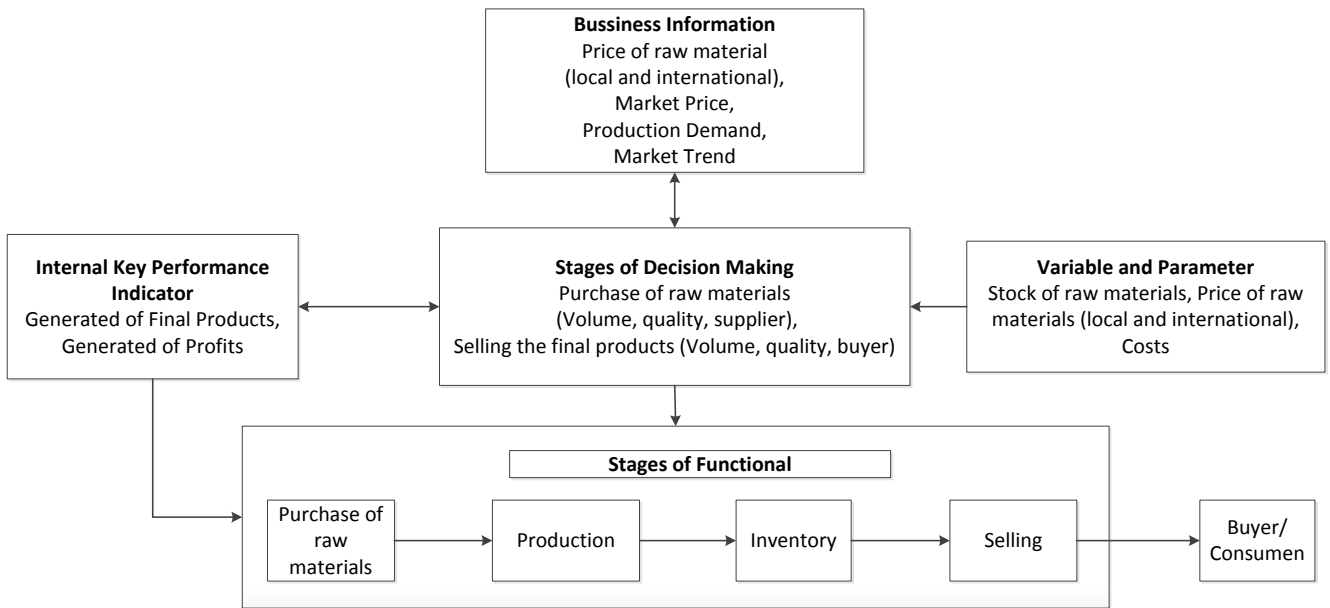 Bussiness Information
Price of raw material
(local and international),
Market Price,
Production Demand,
Market Trend
Internal Key Performance
Indicator
Generated of Final Products,
Generated of Profits
Stages of Decision Making
Purchase of raw materials
(Volume, quality, supplier),
Selling the final products (Volume, quality, buyer)
Variable and Parameter
Stock of raw materials, Price of raw
materials (local and international),
Costs
Stages of Functional
Purchase of
raw
materials
Production
Inventory
Selling
Buyer/
Consumen